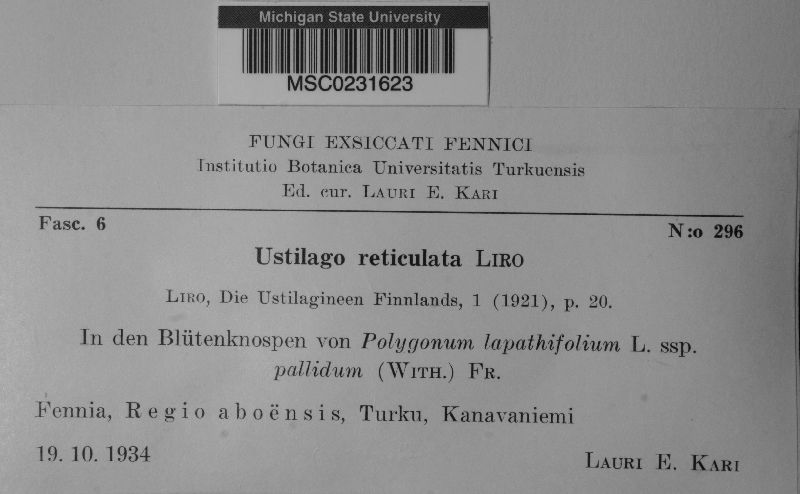 Michigan State University
MSC0231623
FUNGI EXSICCATI FENNICI
Institutio Botanica Universitatis Turkuensis
Ed. cur. LAURI E. KARI
Fasc. 6 N:o 296
Ustilago reticulata LIRO
LIRO, Die Ustilagineen Finnlands, 1 (1921), p. 20.
In den Blütenknospen von Polygonum lapathifolium L. ssp.
pallidum (WITH.) FR.
Fennia, Regio aboënsis, Turku, Kanavaniemi
19. 10. 1934 LAURI E. KARI